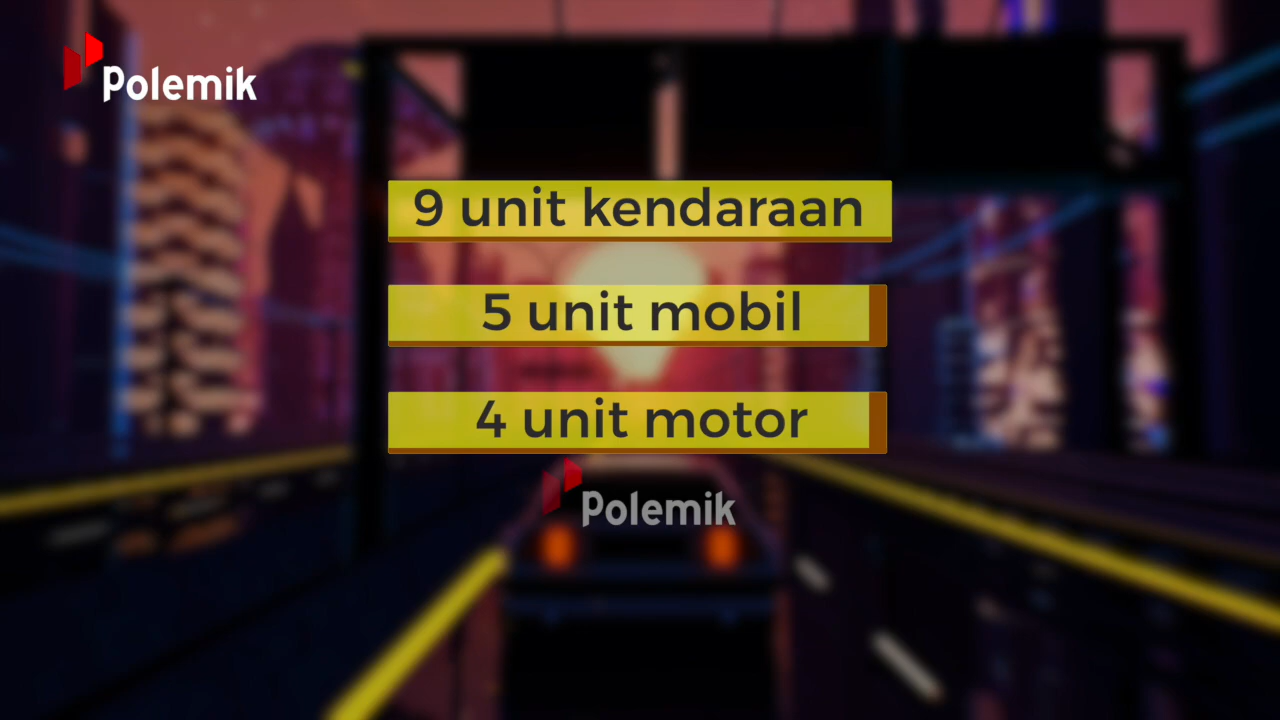 Polemik
9 unit kendaraan
5 unit mobil
4 unit motor
Polemik